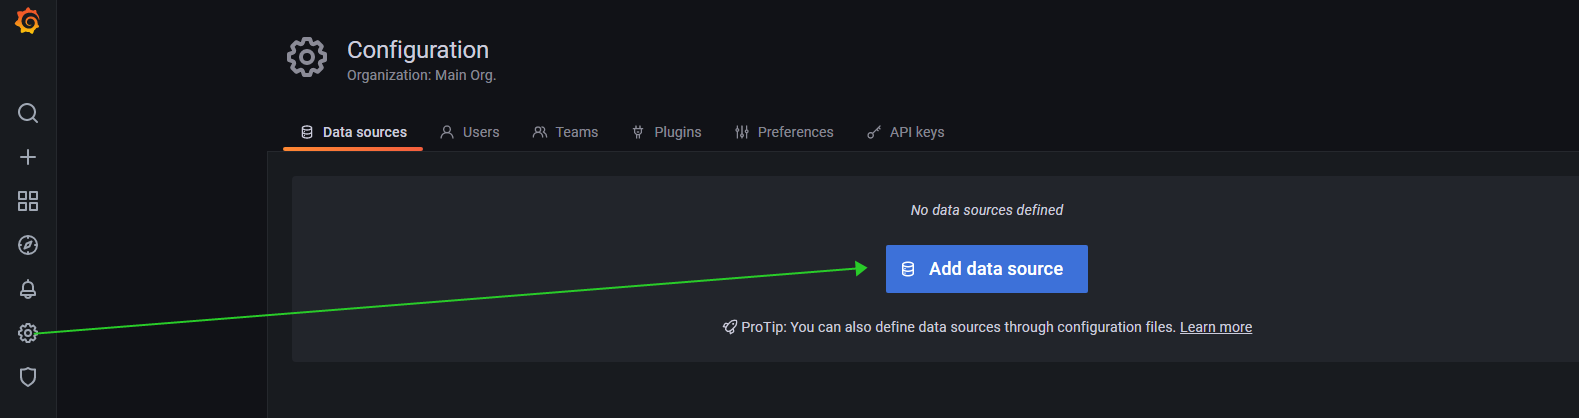 Configuration
Organization: Main Org.
Data sources Users Teams Plugins Preferences API keys
No data sources defined
Add data source
ProTip: You can also define data sources through configuration files. Learn more